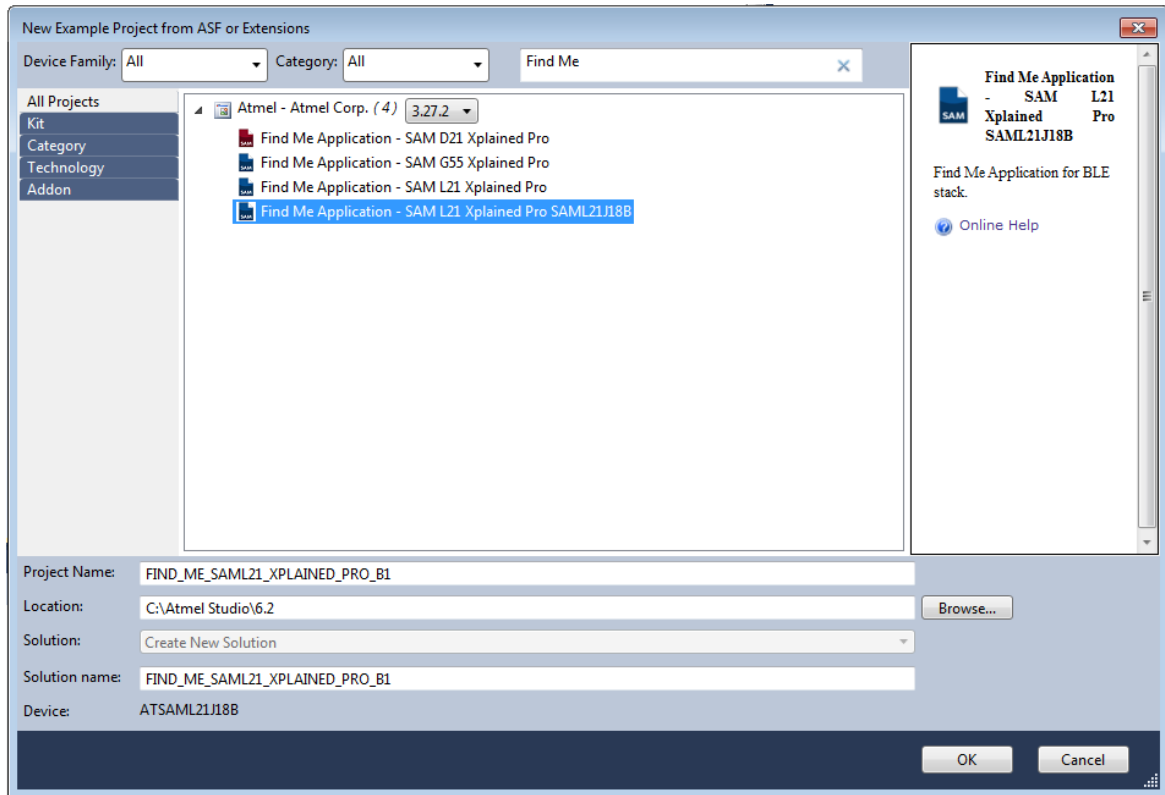 New Example Project from ASF or Extensions
Device Family: All Category: All Find Me
All Projects
Kit
Category
Technology
Addon
Atmel - Atmel Corp. (4) 3.27.2
Find Me Application - SAM D21 Xplained Pro
Find Me Application - SAM G55 Xplained Pro
Find Me Application - SAM L21 Xplained Pro
Find Me Application - SAM L21 Xplained Pro SAML21J18B
SAM
Find Me Application
- SAM L21
Xplained Pro
SAML21J18B
Find Me Application for BLE
stack.
Online Help
Project Name: FIND_ME_SAML21_XPLAINED_PRO_B1
Location: C:\Atmel Studio\6.2 Browse...
Solution: Create New Solution
Solution name: FIND_ME_SAML21_XPLAINED_PRO_B1
Device: ATSAML21J18B
OK Cancel